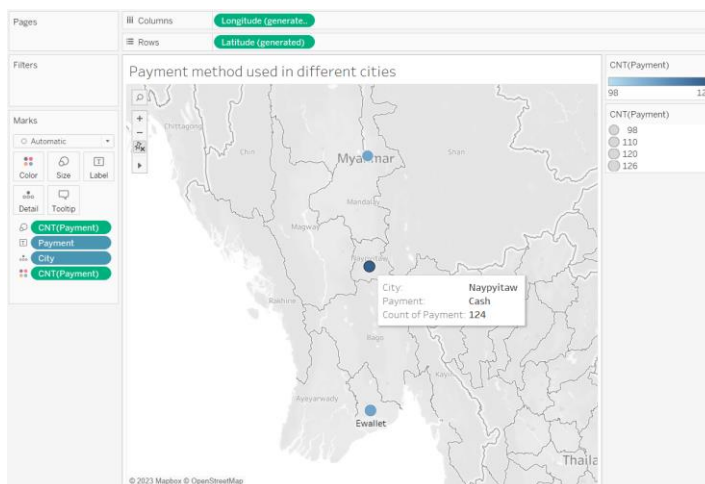 Pages
Columns
Longitude (generate..
Rows
Latitude (generated)
Filters
Payment method used in different cities
CNT(Payment)
98
12
CNT(Payment)
98
110
120
126
Marks
Automatic
Color
Size
Label
Detail
Tooltip
CNT(Payment)
Payment
City
CNT(Payment)
Chittagong
Chin
Myanmar
Shan
Mandalay
Magway
Naypyitaw
City: Naypyitaw
Payment: Cash
Count of Payment: 124
Rakhine
Bago
Kayin
Ayeyarwady
Ewallet
Thaila
© 2023 Mapbox © OpenStreetMap